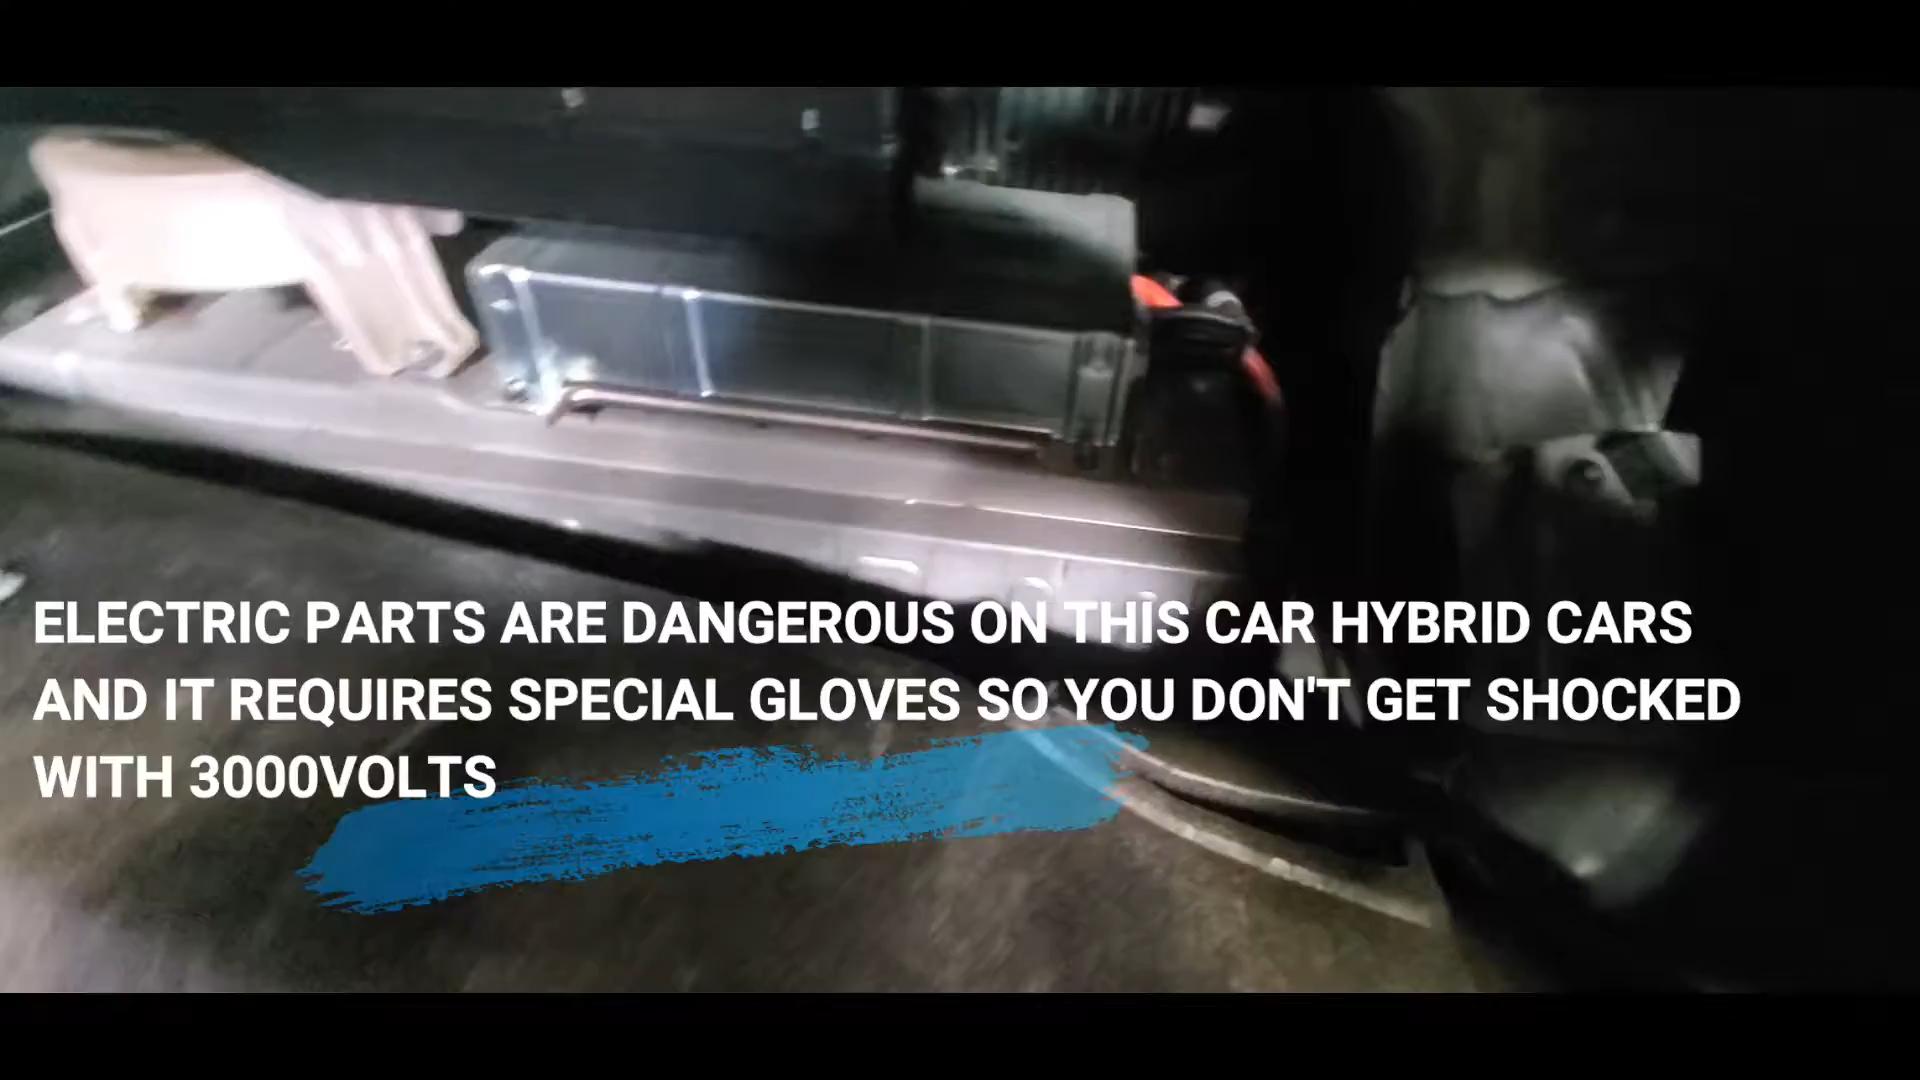 ELECTRIC PARTS ARE DANGEROUS ON THIS CAR HYBRID CARS
AND IT REQUIRES SPECIAL GLOVES SO YOU DON'T GET SHOCKED
WITH 3000VOLTS